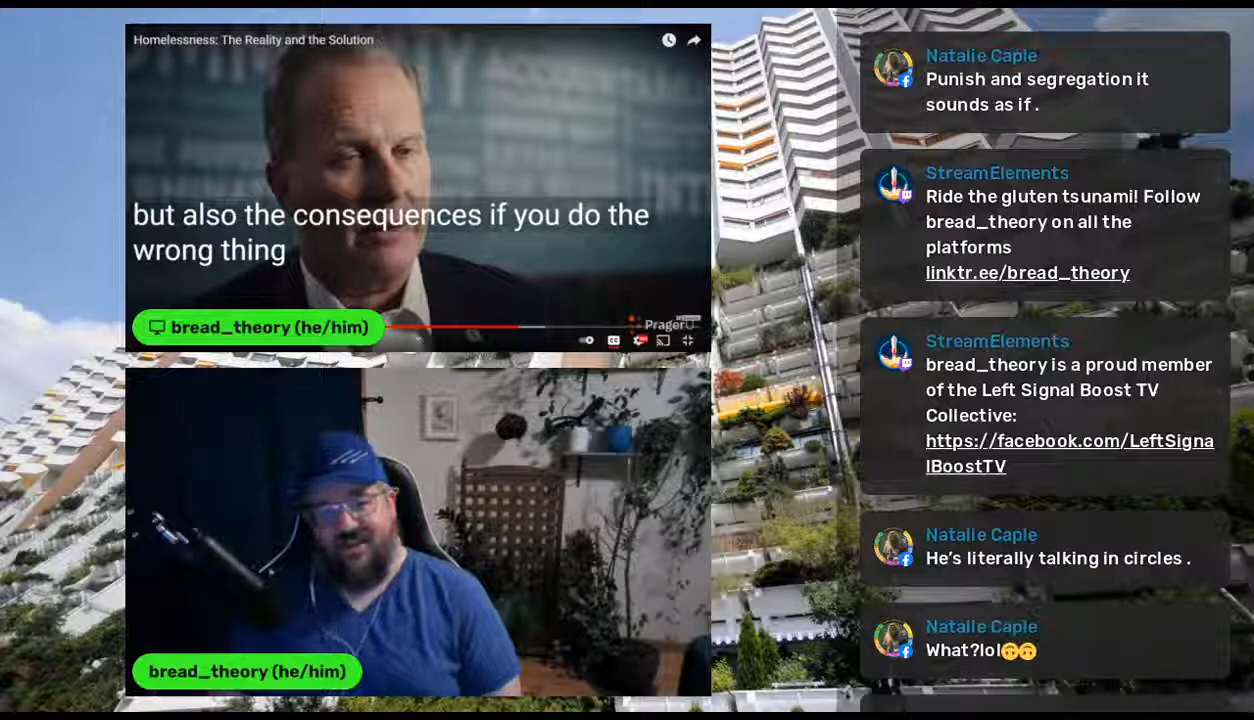 Homelessness: The Reality and the Solution
but also the consequences if you do the
wrong thing
bread_theory (he/him)
PragerU
bread_theory (he/him)
Natalie Caple
Punish and segregation it
sounds as if .
StreamElements
Ride the gluten tsunami! Follow
bread_theory on all the
platforms
linktr.ee/bread_theory
StreamElements
bread_theory is a proud member
of the Left Signal Boost TV
Collective:
https://facebook.com/LeftSigna
lBoostTV
Natalie Caple
He's literally talking in circles .
Natalie Caple
What?lol🙃🙃